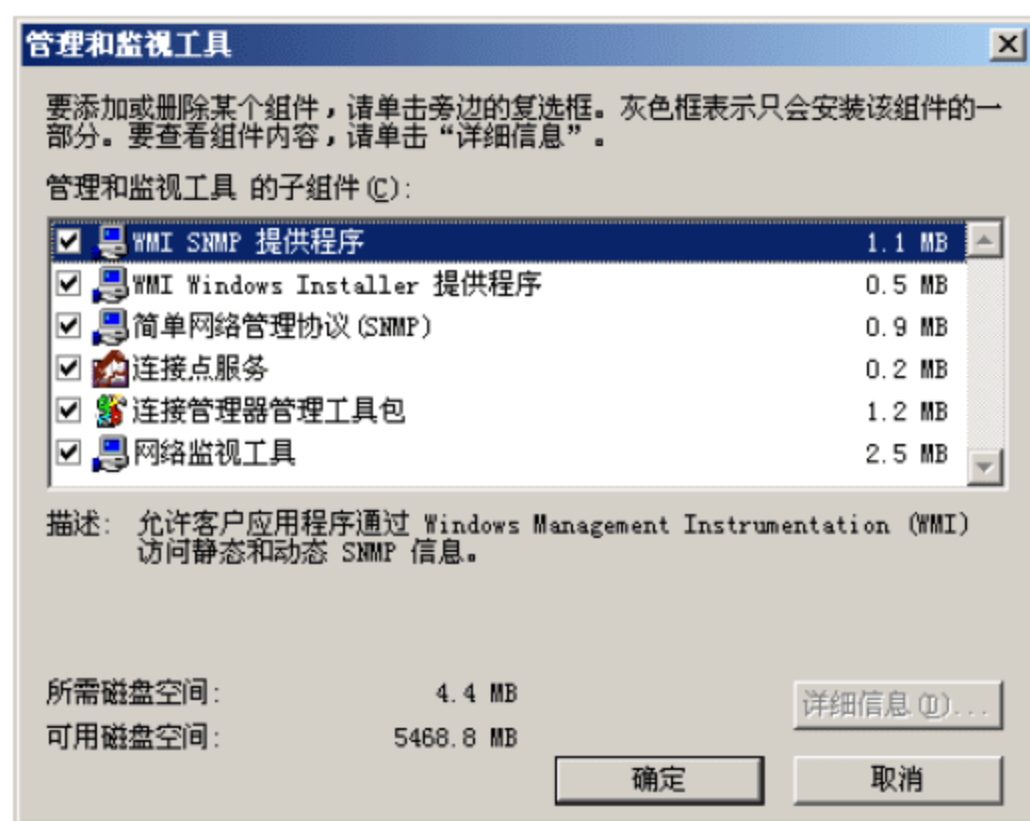 管理和监视工具
要添加或删除某个组件，请单击旁边的复选框。灰色框表示只会安装该组件的一
部分。要查看组件内容，请单击“详细信息”。
管理和监视工具 的子组件(C):
WMI SNMP 提供程序 1.1 MB
WMI Windows Installer 提供程序 0.5 MB
简单网络管理协议(SNMP) 0.9 MB
连接点服务 0.2 MB
连接管理器管理工具包 1.2 MB
网络监视工具 2.5 MB
描述: 允许客户应用程序通过 Windows Management Instrumentation (WMI)
访问静态和动态 SNMP 信息。
所需磁盘空间: 4.4 MB
详细信息(D)...
可用磁盘空间: 5468.8 MB
确定 取消